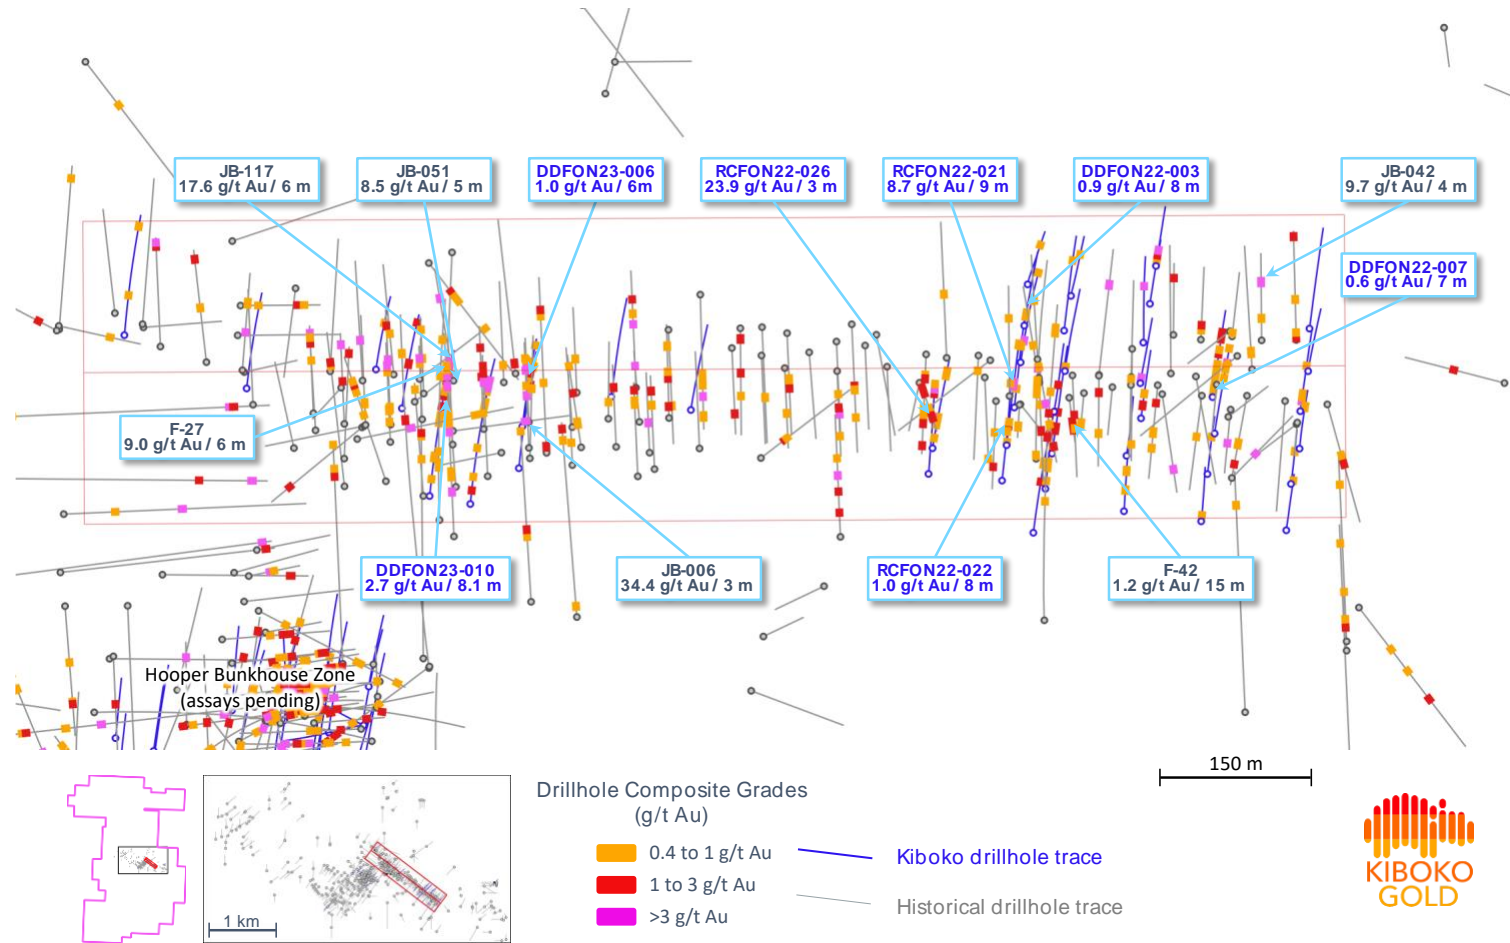 JB-117
17.6 g/t Au / 6 m
JB-051
8.5 g/t Au / 5 m
DDFON23-006
1.0 g/t Au / 6m
RCFON22-026
23.9 g/t Au / 3 m
RCFON22-021
8.7 g/t Au / 9 m
DDFON22-003
0.9 g/t Au / 8 m
JB-042
9.7 g/t Au / 4 m
DDFON22-007
0.6 g/t Au / 7 m
F-27
9.0 g/t Au / 6 m
DDFON23-010
2.7 g/t Au / 8.1 m
JB-006
34.4 g/t Au / 3 m
RCFON22-022
1.0 g/t Au / 8 m
F-42
1.2 g/t Au / 15 m
Hooper Bunkhouse Zone
(assays pending)
150 m
1 km
Drillhole Composite Grades
(g/t Au)
0.4 to 1 g/t Au
1 to 3 g/t Au
>3 g/t Au
Kiboko drillhole trace
Historical drillhole trace
KIBOKO
GOLD